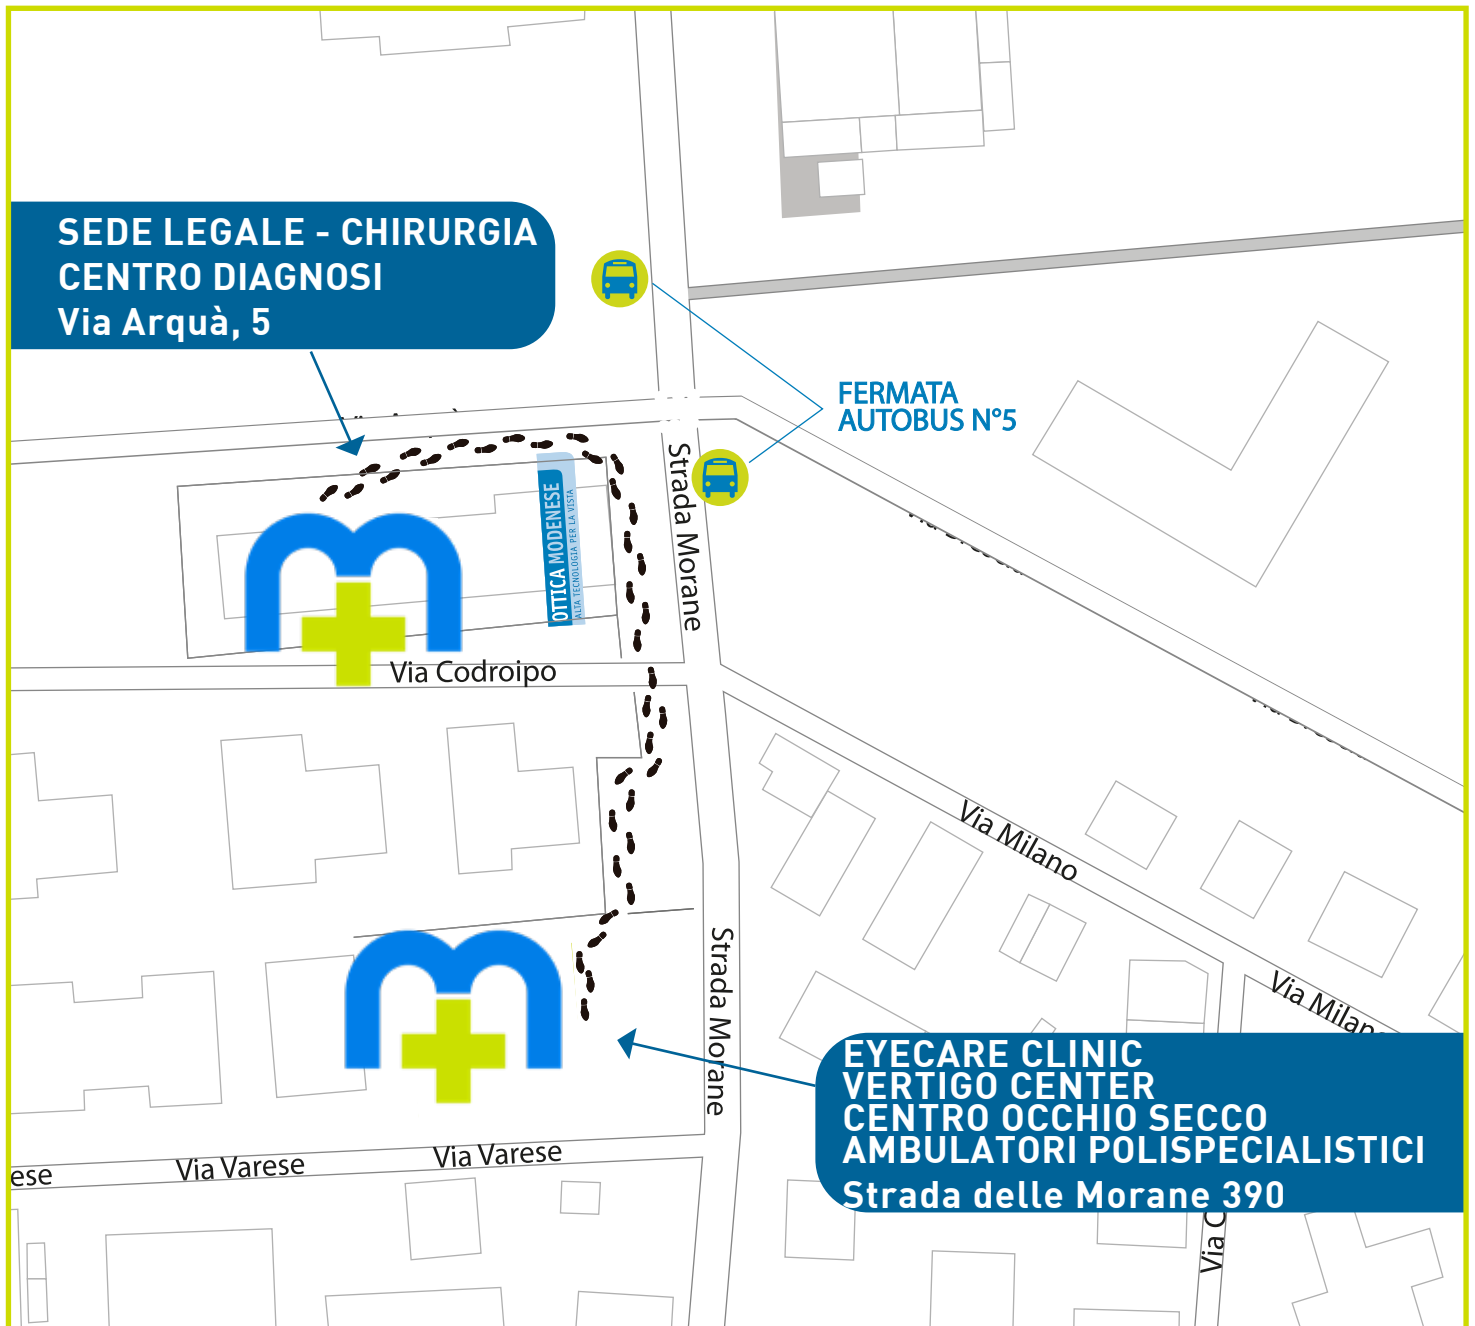 SEDE LEGALE - CHIRURGIA
CENTRO DIAGNOSI
Via Arquà, 5
FERMATA
AUTOBUS N°5
Strada Morane
OTTICA MODENESE
ALTA TECNOLOGIA PER LA VISTA
Via Codroipo
Via Milano
Strada Morane
Via Milano
EYECARE CLINIC
VERTIGO CENTER
CENTRO OCCHIO SECCO
AMBULATORI POLISPECIALISTICI
Strada delle Morane 390
Via Varese
Via Varese
ese
Via C